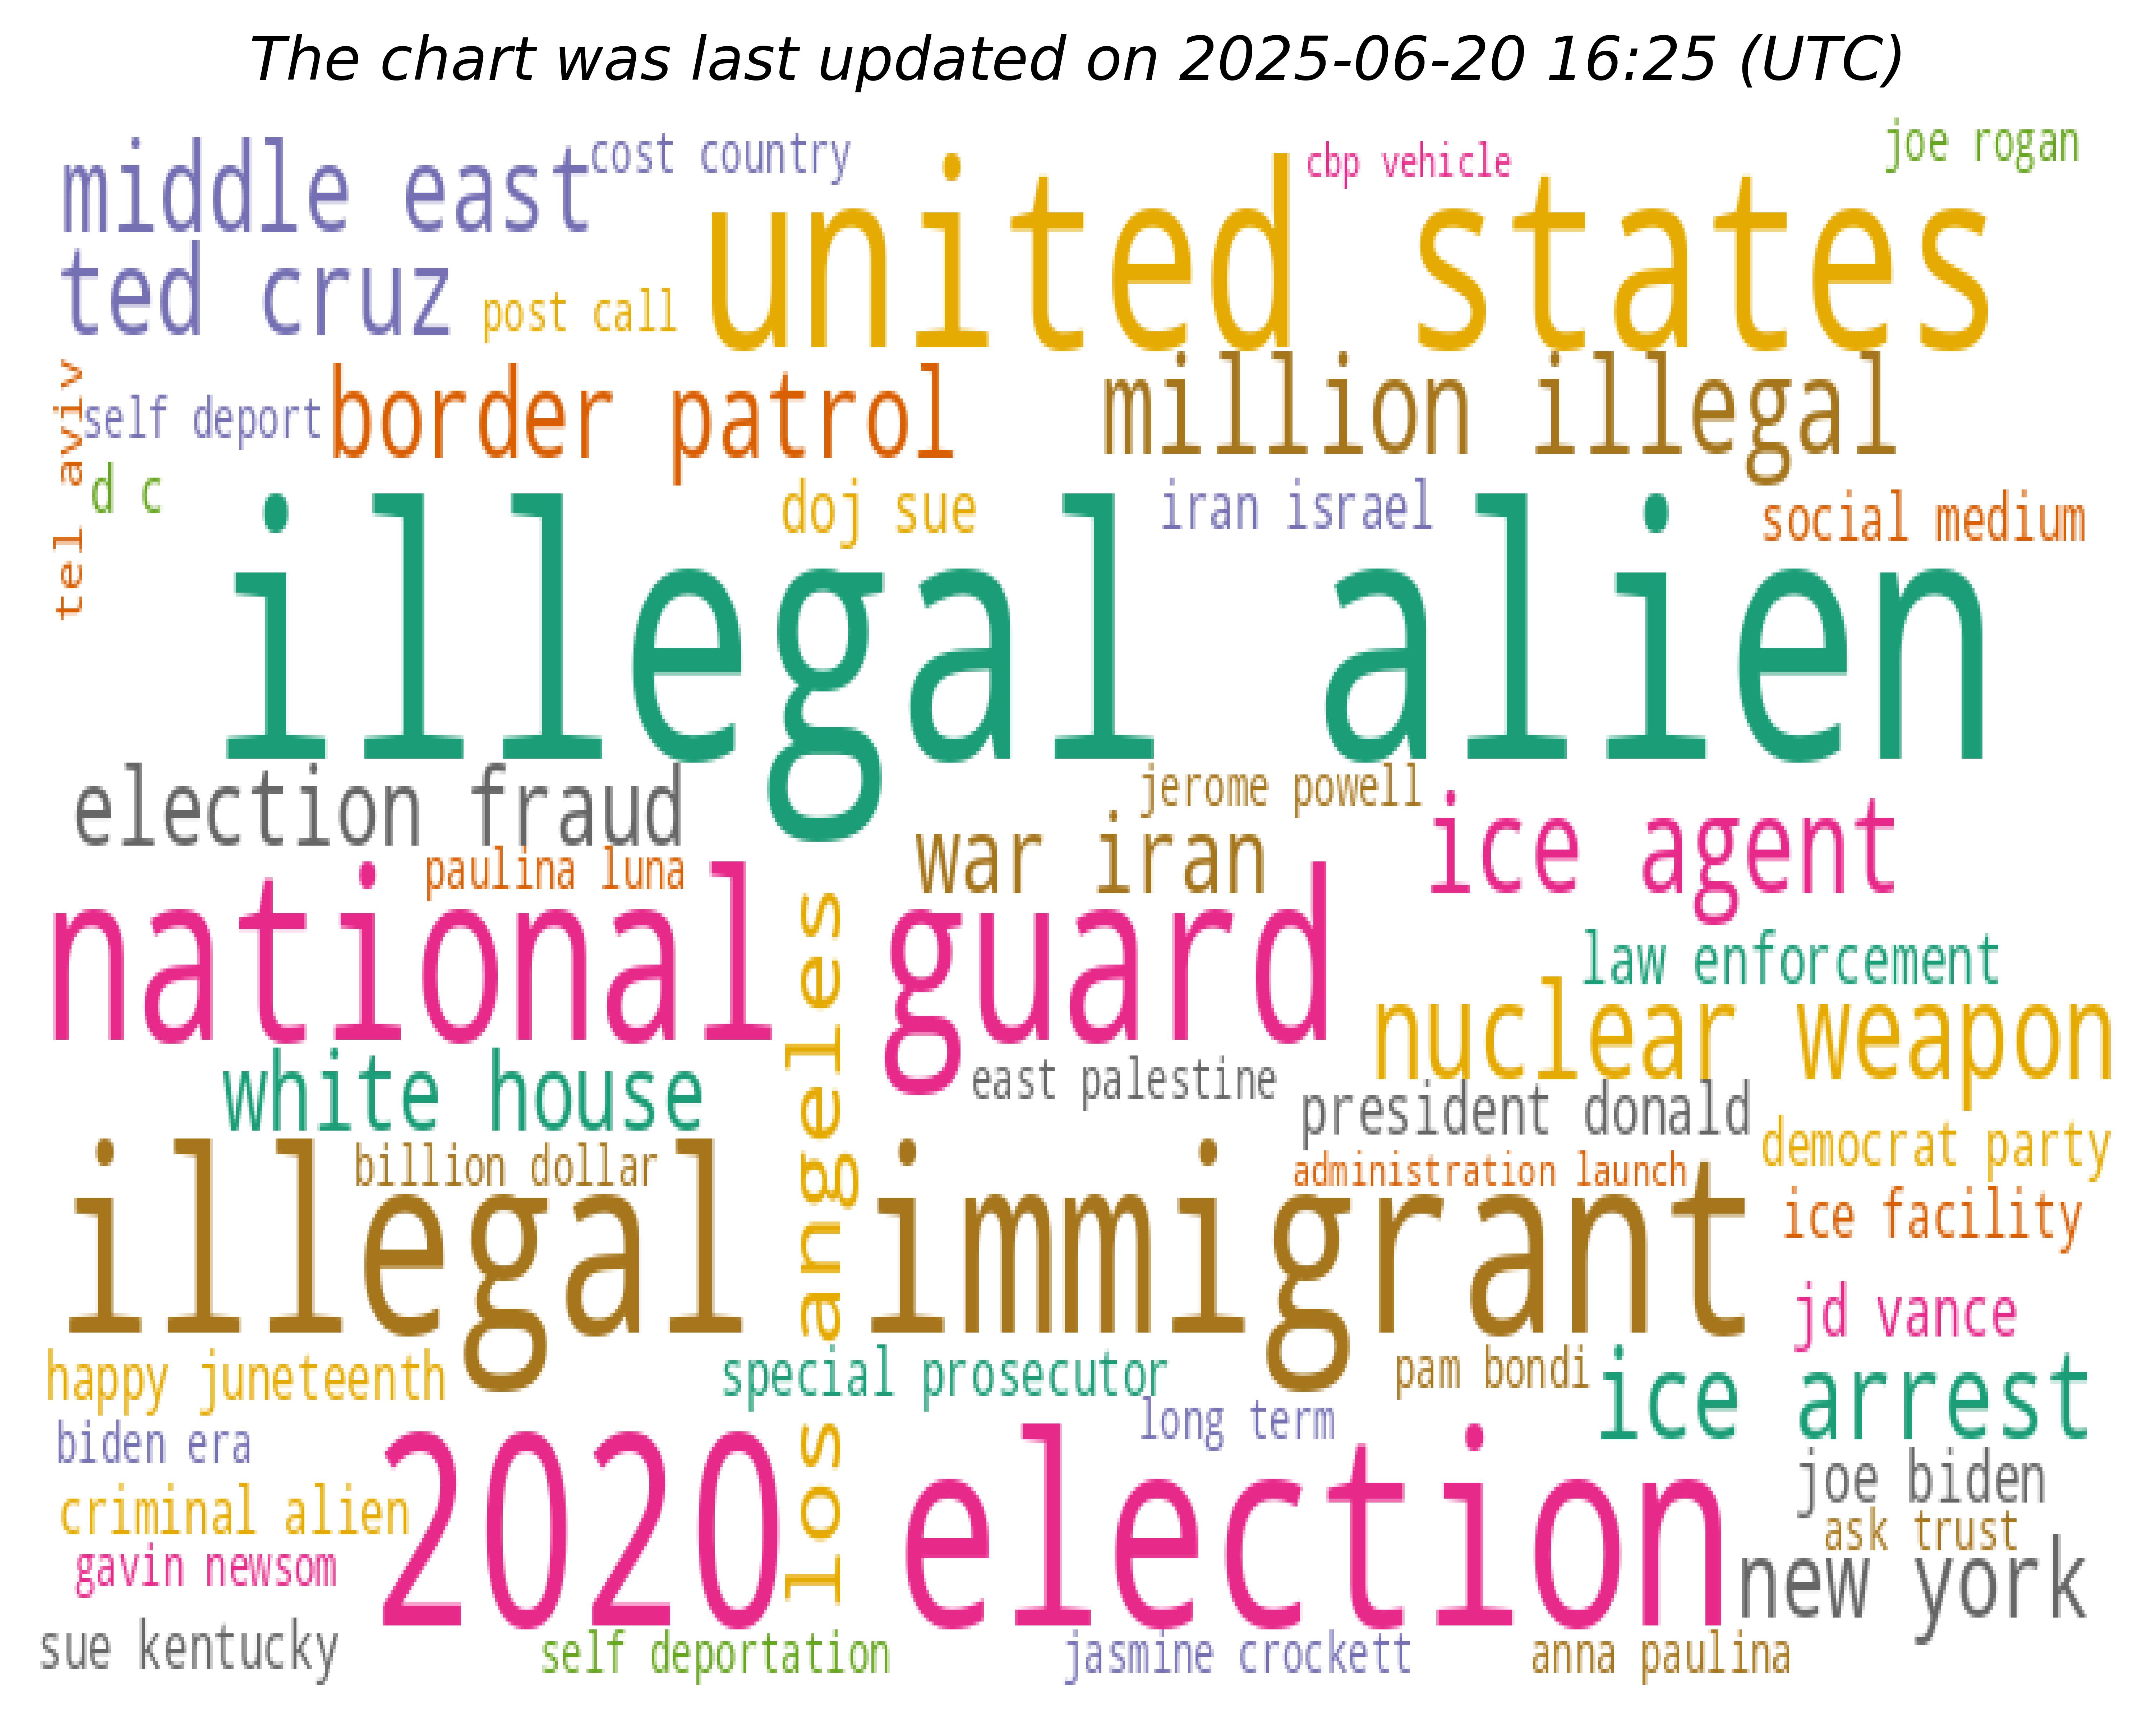 The chart was last updated on 2025-06-20 16:25 (UTC)
middle east
cost country
cbp vehicle
joe rogan
united states
ted cruz
post call
tel aviv
self deport
border patrol
million illegal
d c
doj sue
iran israel
social medium
illegal alien
election fraud
jerome powell
ice agent
war iran
paulina luna
national guard
los angeles
law enforcement
nuclear weapon
white house
east palestine
president donald
democrat party
billion dollar
administration launch
illegal immigrant
ice facility
jd vance
happy juneteenth
special prosecutor
pam bondi
ice arrest
biden era
long term
2020 election
joe biden
criminal alien
ask trust
gavin newsom
new york
sue kentucky
self deportation
jasmine crockett
anna paulina